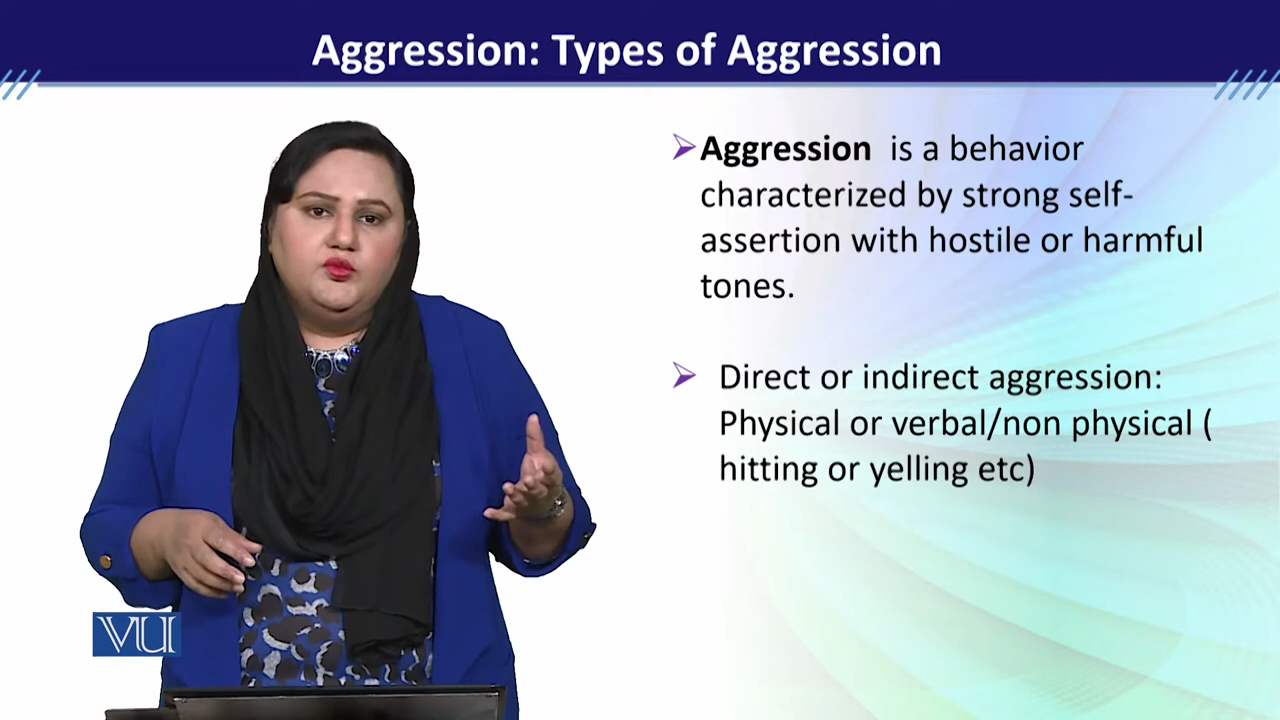 Aggression: Types of Aggression
Aggression is a behavior
characterized by strong self-
assertion with hostile or harmful
tones.
Direct or indirect aggression:
Physical or verbal/non physical (
hitting or yelling etc)
VU